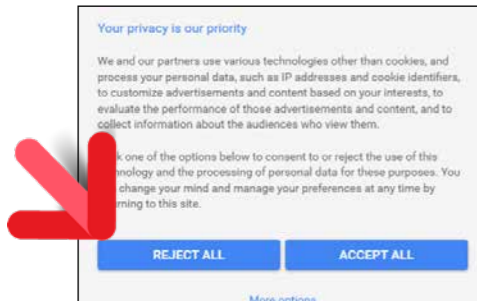 Your privacy is our priority
We and our partners use various technologies other than cookies, and
process your personal data, such as IP addresses and cookie identifiers,
to customize advertisements and content based on your interests, to
evaluate the performance of those advertisements and content, and to
collect information about the audiences who view them.
one of the options below to consent to or reject the use of this
and the processing of personal data for these purposes. You
change your mind and manage your preferences at any time by
to this site.
REJECT ALL ACCEPT ALL
More options